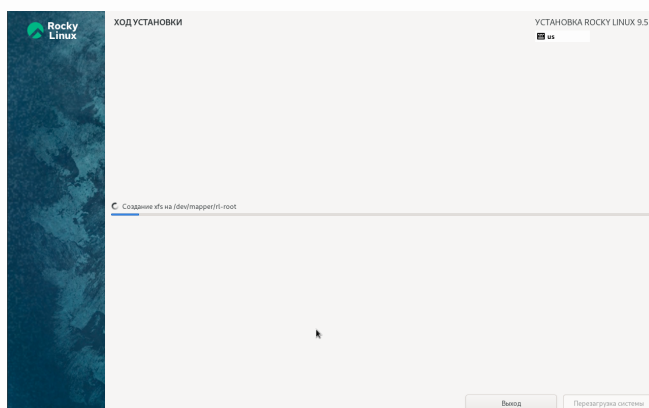 Rocky
Linux
ХОД УСТАНОВКИ
УСТАНОВКА ROCKY LINUX 9.5
us
Создание xfs на /dev/mapper/rl-root
Выход
Перезагрузка системы